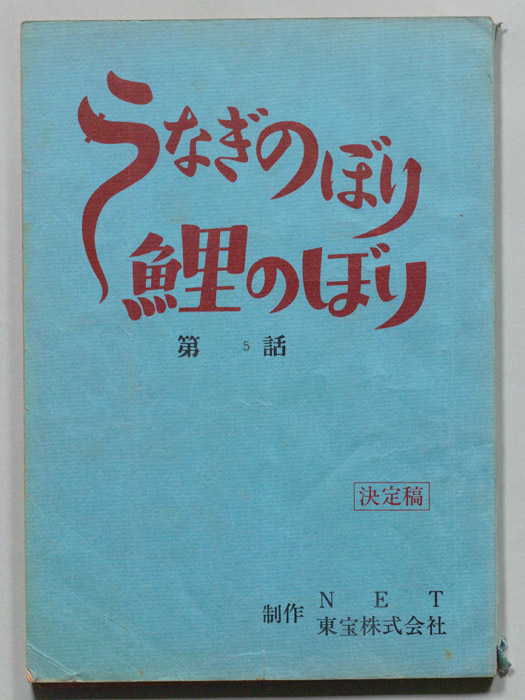 うなぎのぼり
鯉のぼり
第 5 話
決定稿
制作 N E T
東宝株式会社